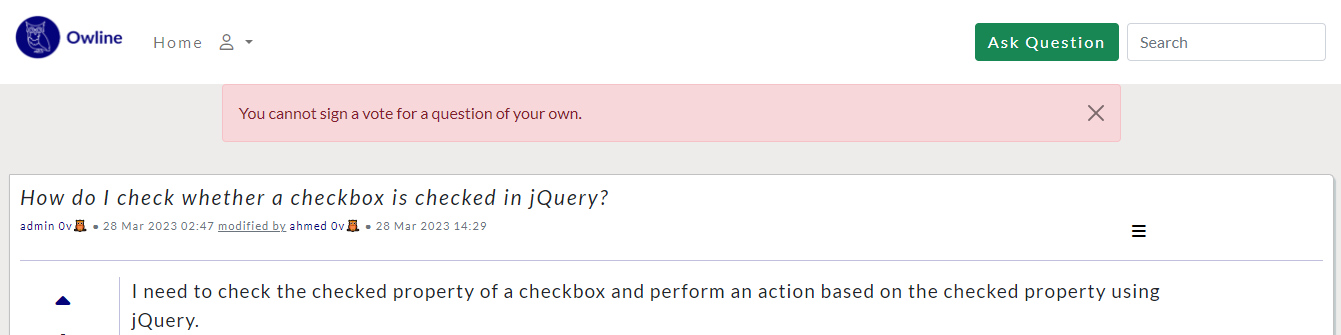 Owline Home Ask Question Search
You cannot sign a vote for a question of your own.
How do I check whether a checkbox is checked in jQuery?
admin 0v • 28 Mar 2023 02:47 modified by ahmed 0v • 28 Mar 2023 14:29
I need to check the checked property of a checkbox and perform an action based on the checked property using
jQuery.